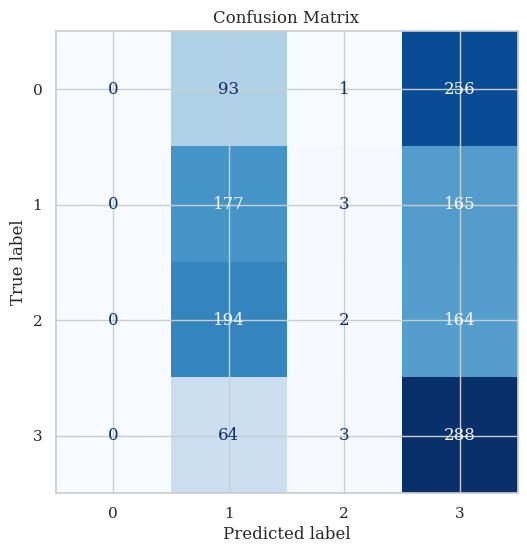 Confusion Matrix
0 0 93 1 256
1 0 177 3 165
2 0 194 2 164
3 0 64 3 288
0 1 2 3
Predicted label
True label